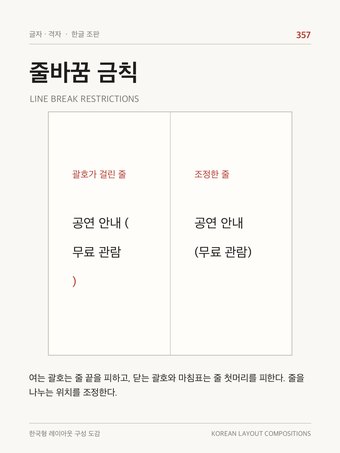 글자 · 격자 · 한글 조판
357
줄바꿈 금칙
LINE BREAK RESTRICTIONS
괄호가 걸린 줄
공연 안내 (
무료 관람
)
조정한 줄
공연 안내
(무료 관람)
여는 괄호는 줄 끝을 피하고, 닫는 괄호와 마침표는 줄 첫머리를 피한다. 줄을
나누는 위치를 조정한다.
한국형 레이아웃 구성 도감
KOREAN LAYOUT COMPOSITIONS